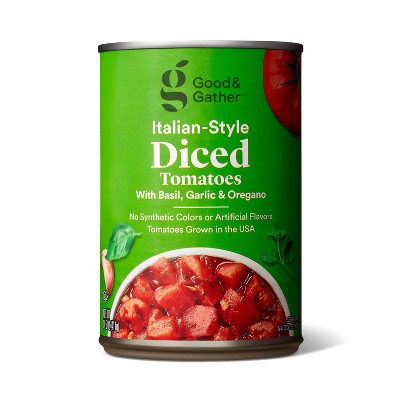 Good&
Gather™
Italian-Style
Diced
Tomatoes
With Basil, Garlic & Oregano
No Synthetic Colors or Artificial Flavors
Tomatoes Grown in the USA